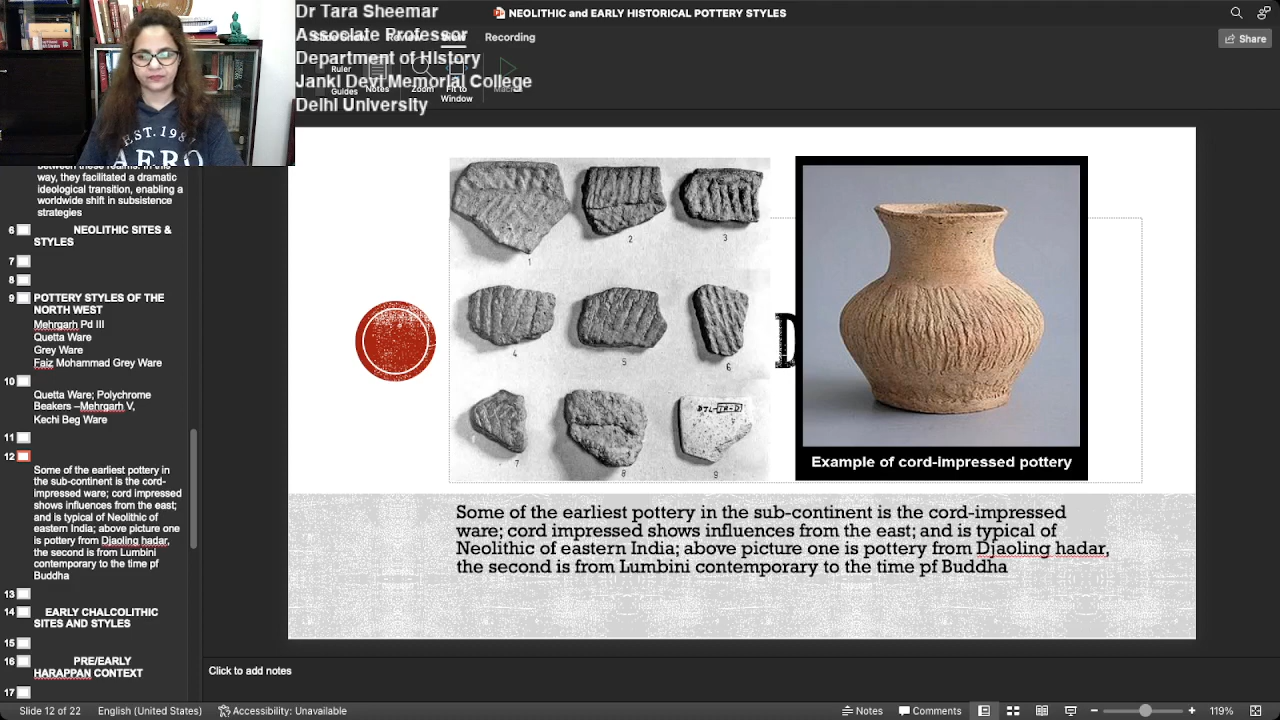 Dr Tara Sheemar
Associate Professor
Department of History
Janki Devi Memorial College
Delhi University
NEOLITHIC and EARLY HISTORICAL POTTERY STYLES
Recording
Share
Ruler
Guides
Notes
Zoom
Fit to
Window
EST. 198
AERO
between these realms. In this
way, they facilitated a dramatic
ideological transition, enabling a
worldwide shift in subsistence
strategies
6 NEOLITHIC SITES &
STYLES
7
8
9 POTTERY STYLES OF THE
NORTH WEST
Mehrgarh Pd III
Quetta Ware
Grey Ware
Faiz Mohammad Grey Ware
10
Quetta Ware; Polychrome
Beakers –Mehrgarh V,
Kechi Beg Ware
11
12
Some of the earliest pottery in
the sub-continent is the cord-
impressed ware; cord impressed
shows influences from the east;
and is typical of Neolithic of
eastern India; above picture one
is pottery from Djaoling hadar,
the second is from Lumbini
contemporary to the time pf
Buddha
13
14 EARLY CHALCOLITHIC
SITES AND STYLES
15
16 PRE/EARLY
HARAPPAN CONTEXT
17
1
2
3
4
5
6
7
8
9
D
Example of cord-impressed pottery
Some of the earliest pottery in the sub-continent is the cord-impressed
ware; cord impressed shows influences from the east; and is typical of
Neolithic of eastern India; above picture one is pottery from Djaoling hadar,
the second is from Lumbini contemporary to the time pf Buddha
Click to add notes
Slide 12 of 22
English (United States)
Accessibility: Unavailable
Notes
Comments
119%